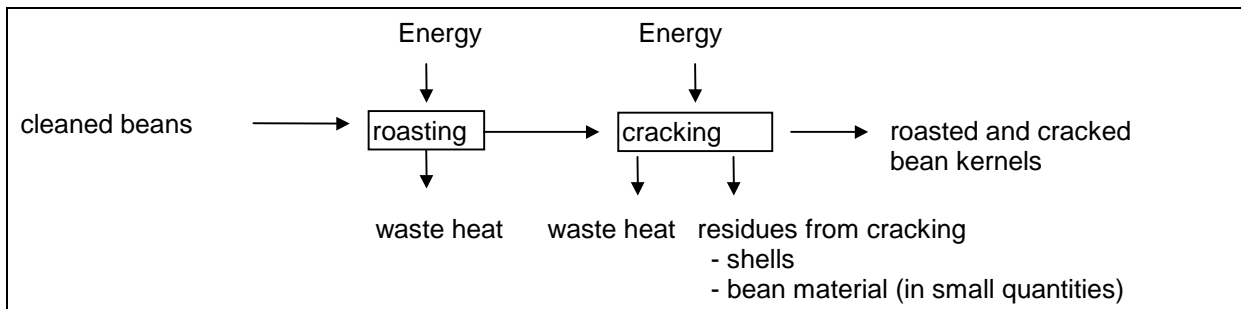 Energy Energy
cleaned beans roasting cracking roasted and cracked
bean kernels
waste heat waste heat residues from cracking
- shells
- bean material (in small quantities)